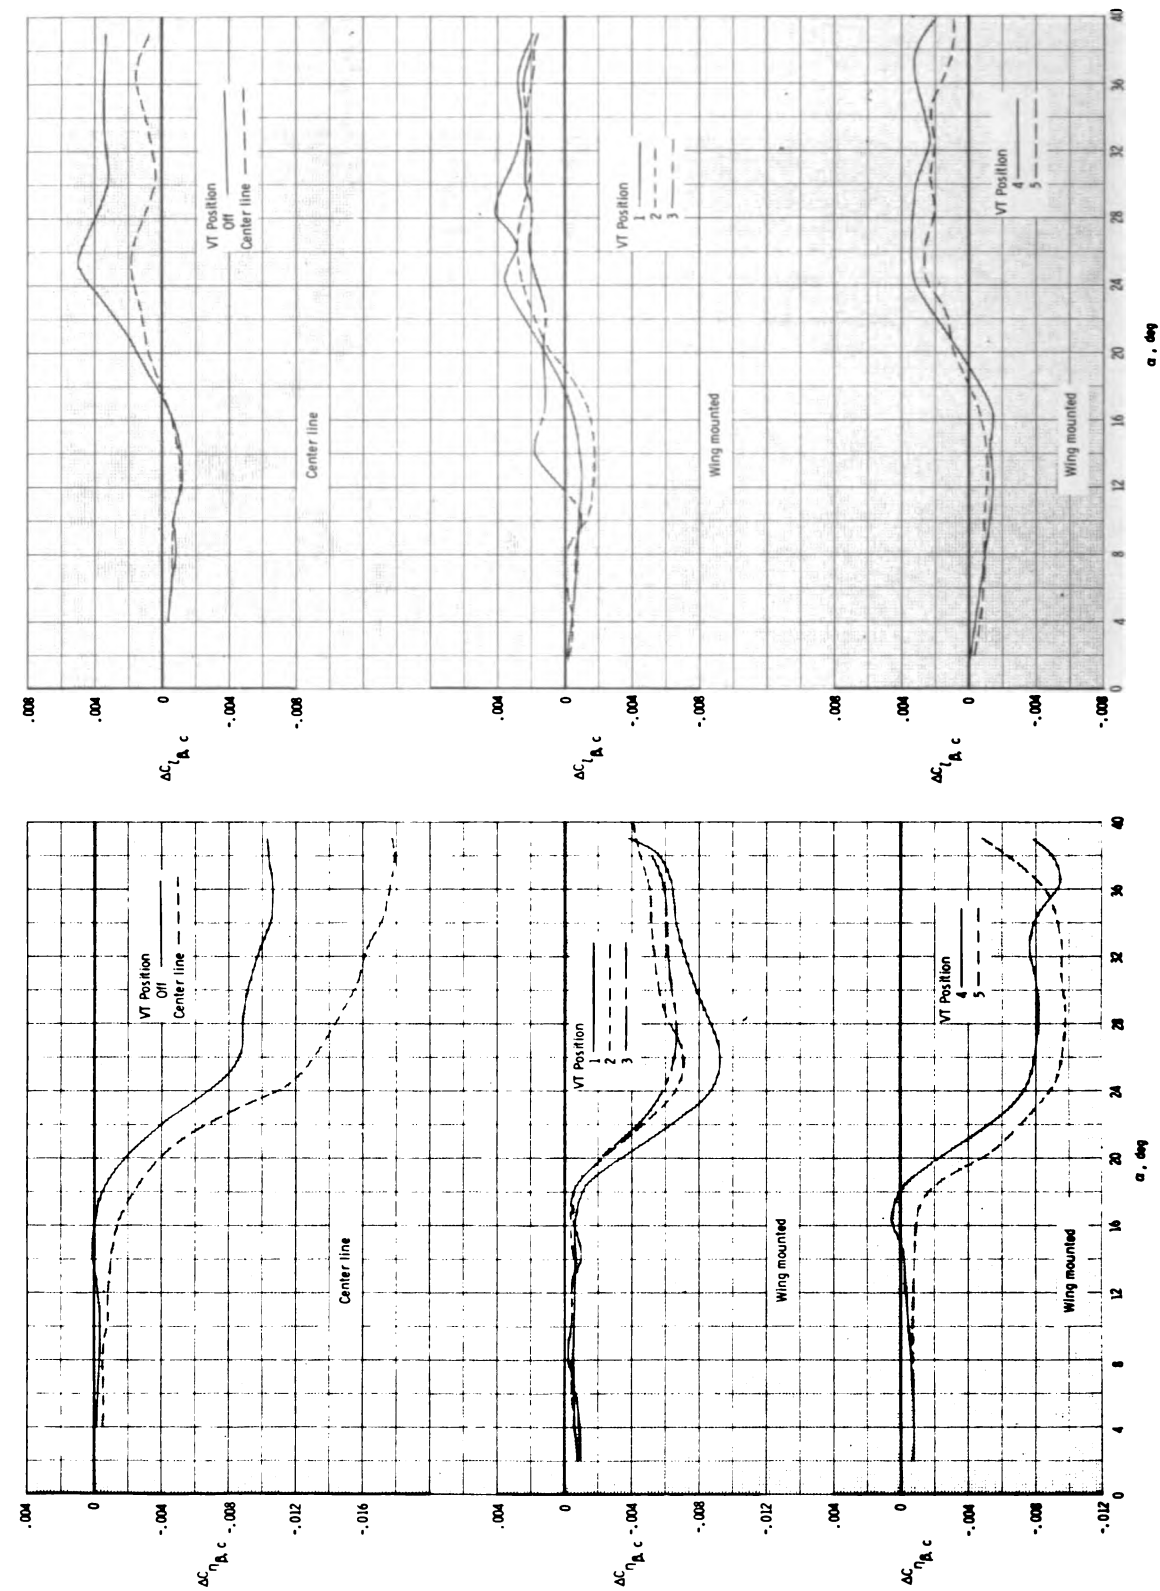 .004
0
-.008
-.012
-.016
ΔCnβ, c
VT Position
Off
Center line
Center line
0
-.004
-.008
-.012
ΔCnβ, c
VT Position
1
2
3
Wing mounted
0
-.004
-.008
-.012
ΔCnβ, c
VT Position
4
5
Wing mounted
0 4 8 12 16 20 24 28 32 36 40
α, deg
.008
.004
0
-.004
-.008
ΔClβ, c
VT Position
Off
Center line
Center line
.004
0
-.004
-.008
ΔClβ, c
VT Position
1
2
3
Wing mounted
.004
0
-.004
-.008
ΔClβ, c
VT Position
4
5
Wing mounted
0 4 8 12 16 20 24 28 32 36 40
α, deg